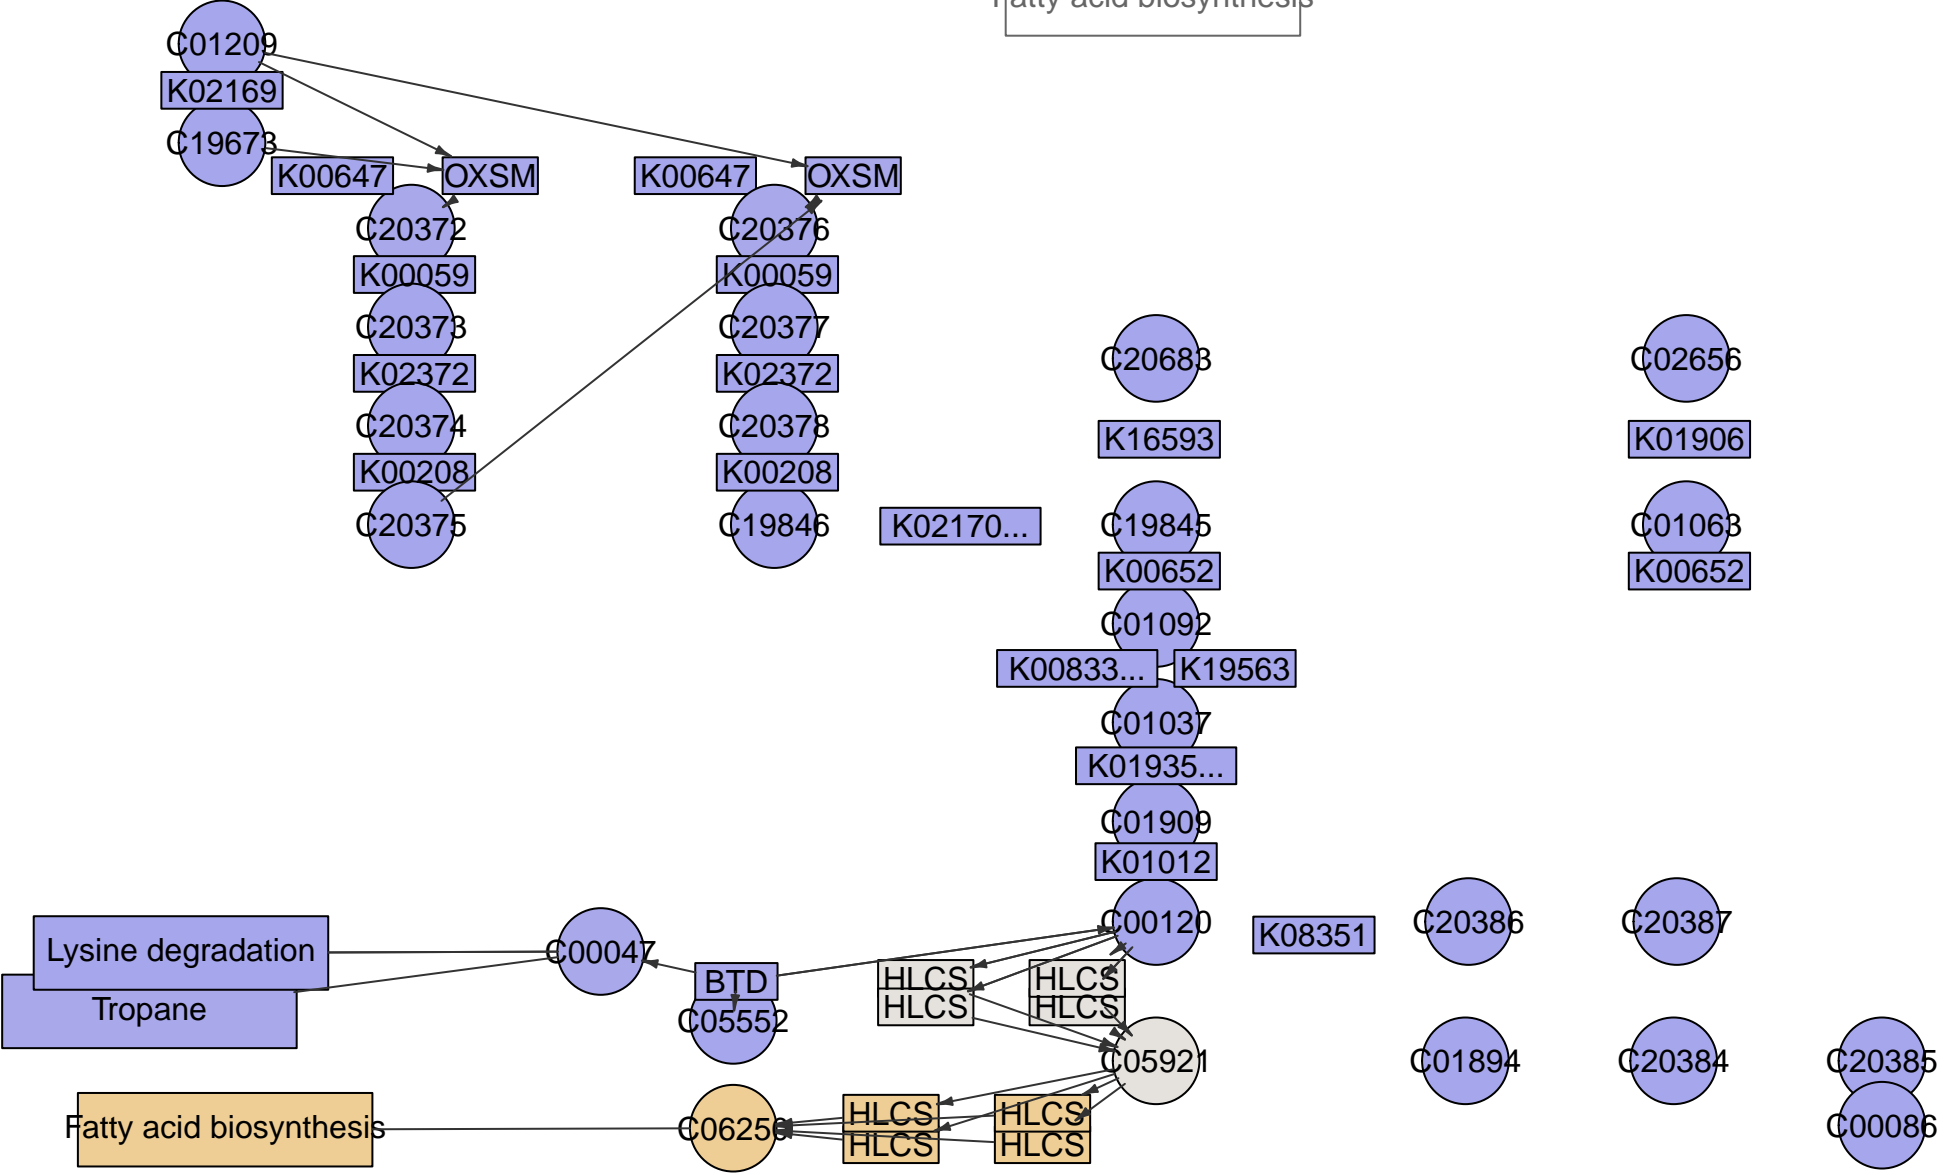 Fatty acid biosynthesis
C01209
K02169
C19673
K00647
OXSM
K00647
OXSM
C20372
C20376
K00059
K00059
C20373
C20377
C20683
C02656
K02372
K02372
C20374
C20378
K16593
K01906
K00208
K00208
C20375
C19846
K02170...
C19845
C01063
K00652
K00652
C01092
K00833...
K19563
C01037
K01935...
C01909
K01012
C00120
K08351
C20386
C20387
Lysine degradation
C00047
BTD
HLCS
HLCS
Tropane
C05552
HLCS
HLCS
C05921
C01894
C20384
C20385
Fatty acid biosynthesis
C06250
HLCS
HLCS
C00086
HLCS
HLCS